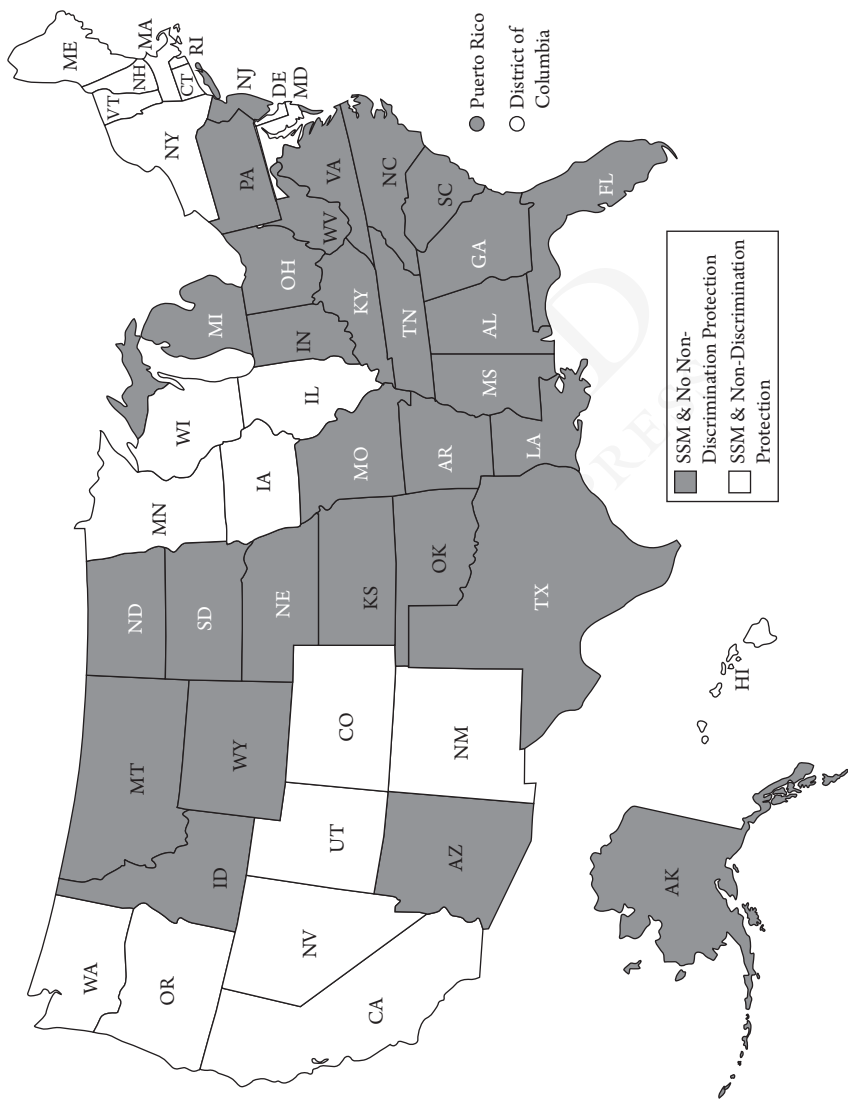 WA
OR
CA
NV
ID
MT
WY
UT
AZ
CO
NM
ND
SD
NE
KS
OK
TX
MN
IA
MO
AR
LA
WI
IL
MI
IN
OH
KY
TN
MS
AL
GA
FL
SC
NC
VA
WV
PA
NY
VT
NH
ME
MA
RI
CT
NJ
DE
MD
AK
HI
Puerto Rico
District of
Columbia
SSM & No Non-
Discrimination Protection
SSM & Non-Discrimination
Protection